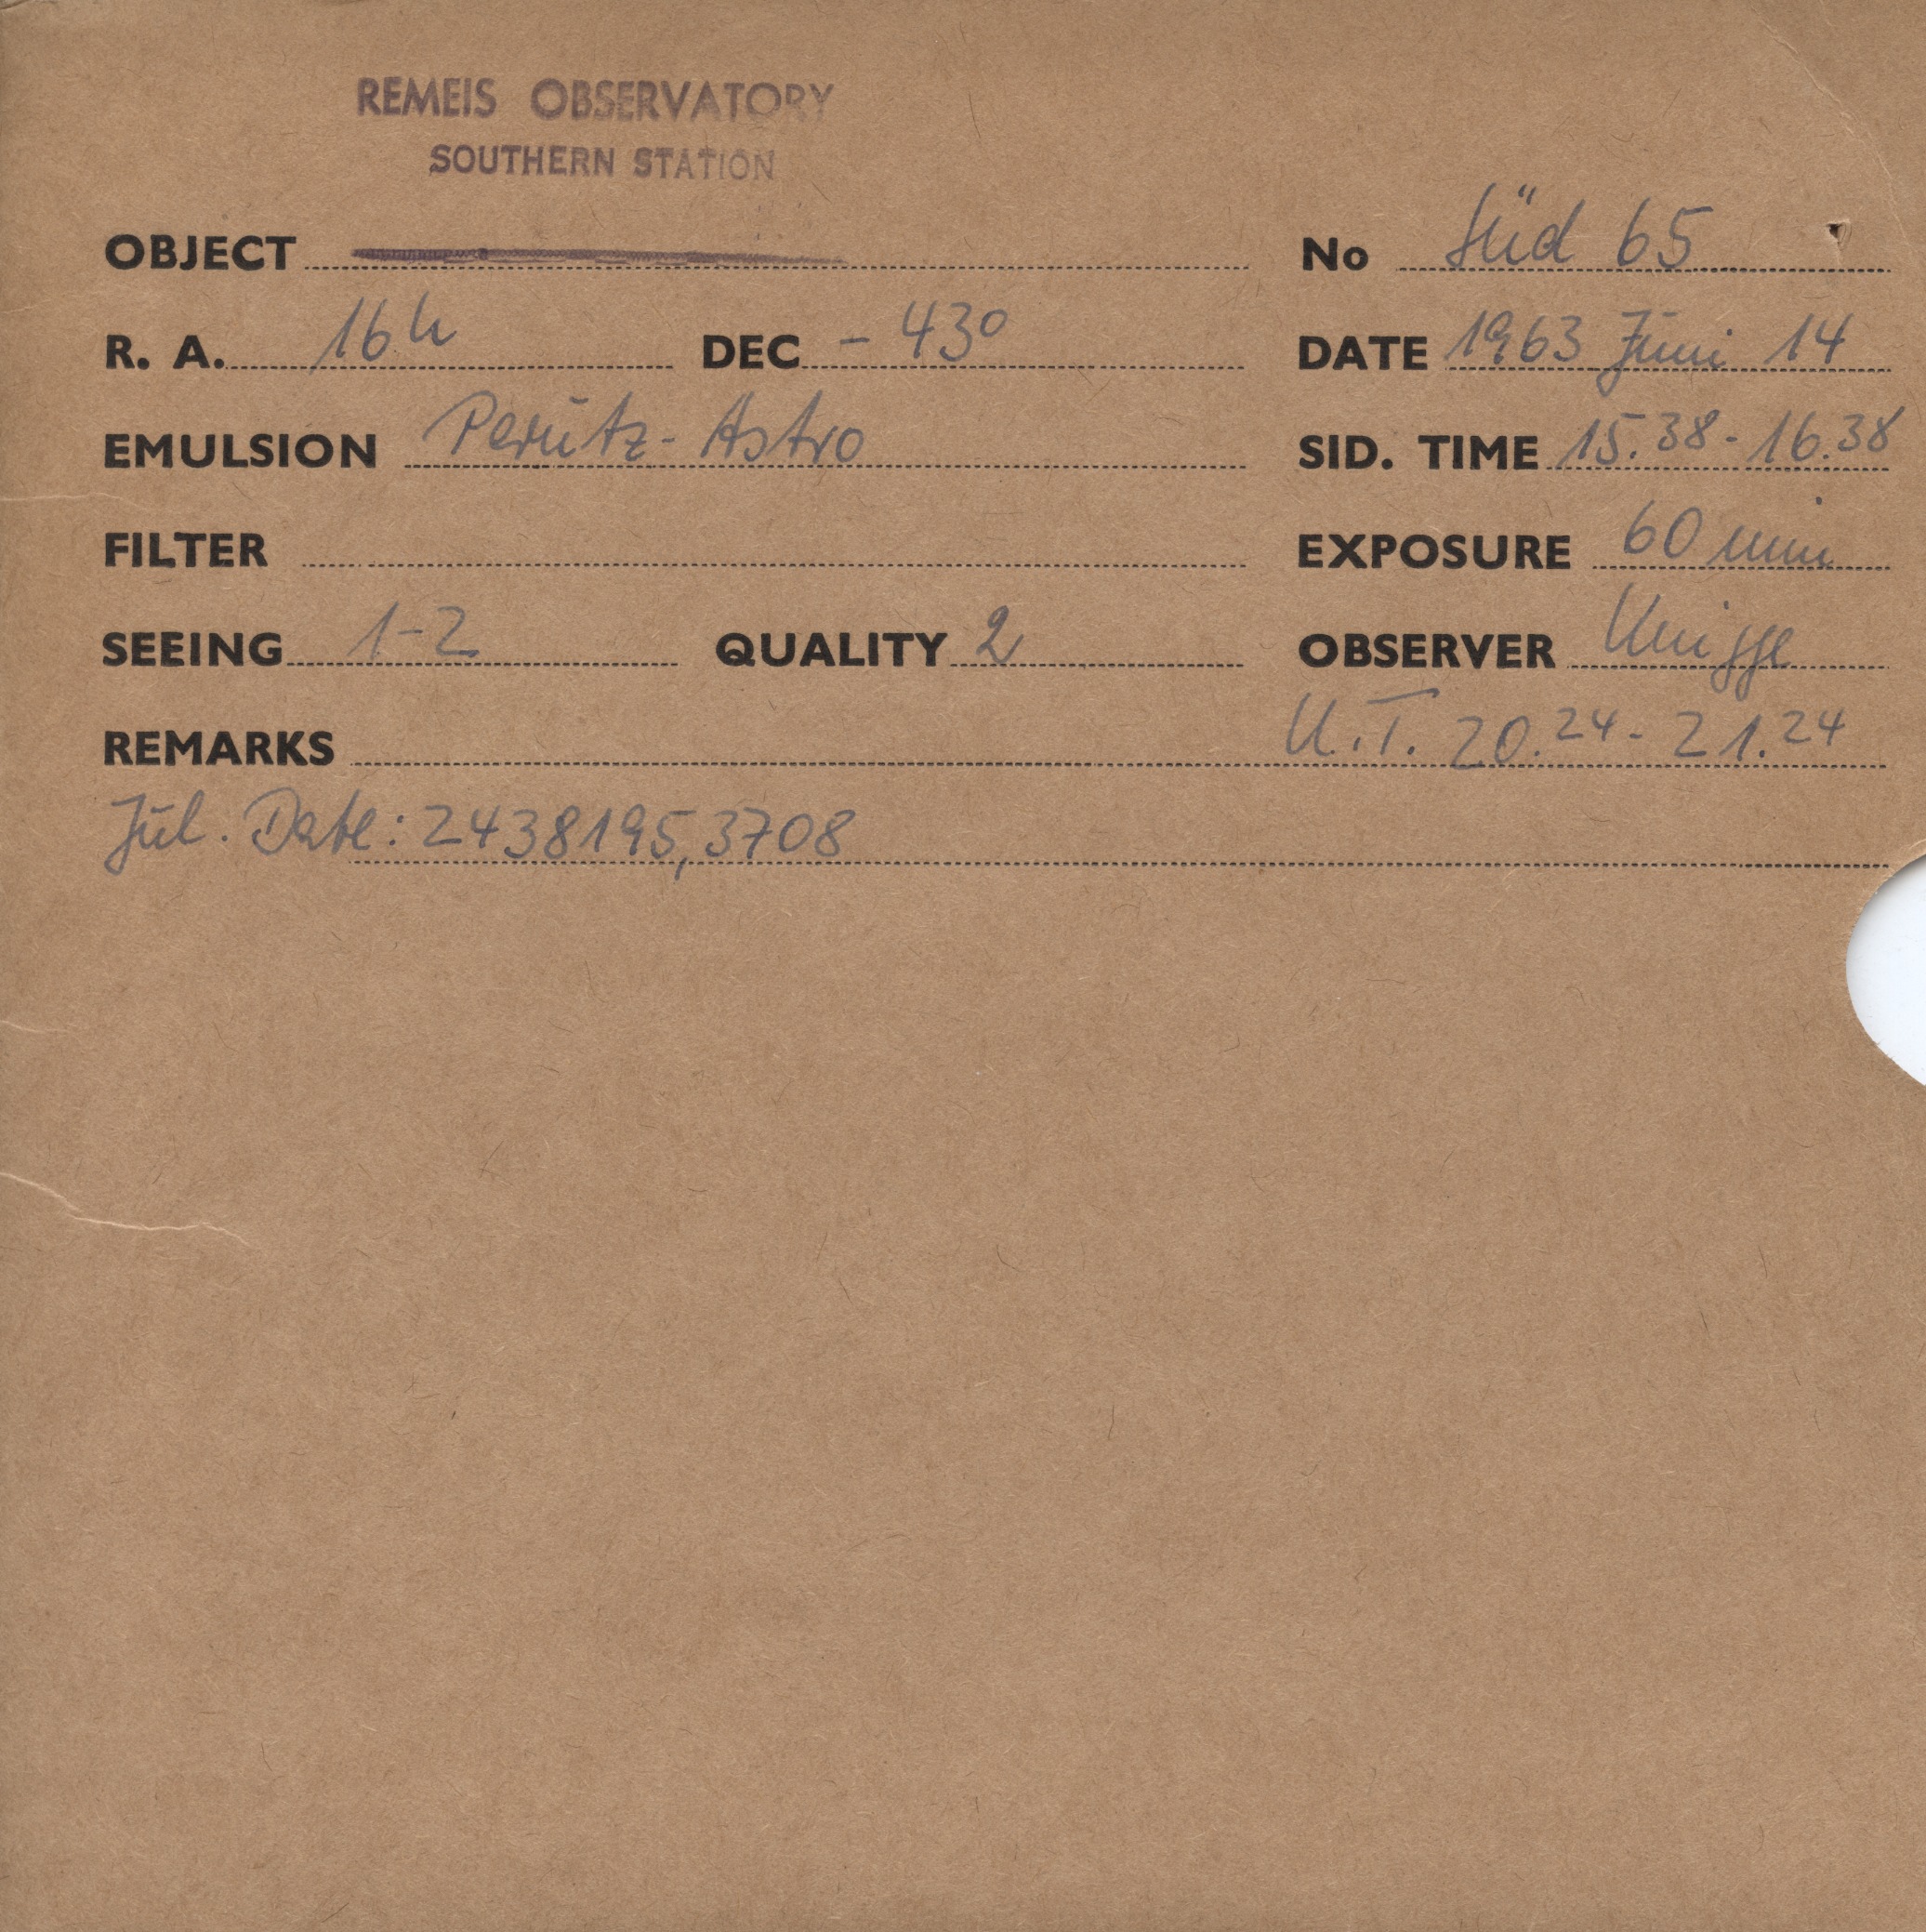 REMEIS OBSERVATORY
SOUTHERN STATION
OBJECT No Süd 65
R. A. 16h DEC - 43° DATE 1963 Juni 14
EMULSION Perutz-Astro SID. TIME 15.38 - 16.38
FILTER EXPOSURE 60 min
SEEING 1-2 QUALITY 2 OBSERVER Knigge
REMARKS U.T. 20.24 - 21.24
Jul. Date: 2438195,3708